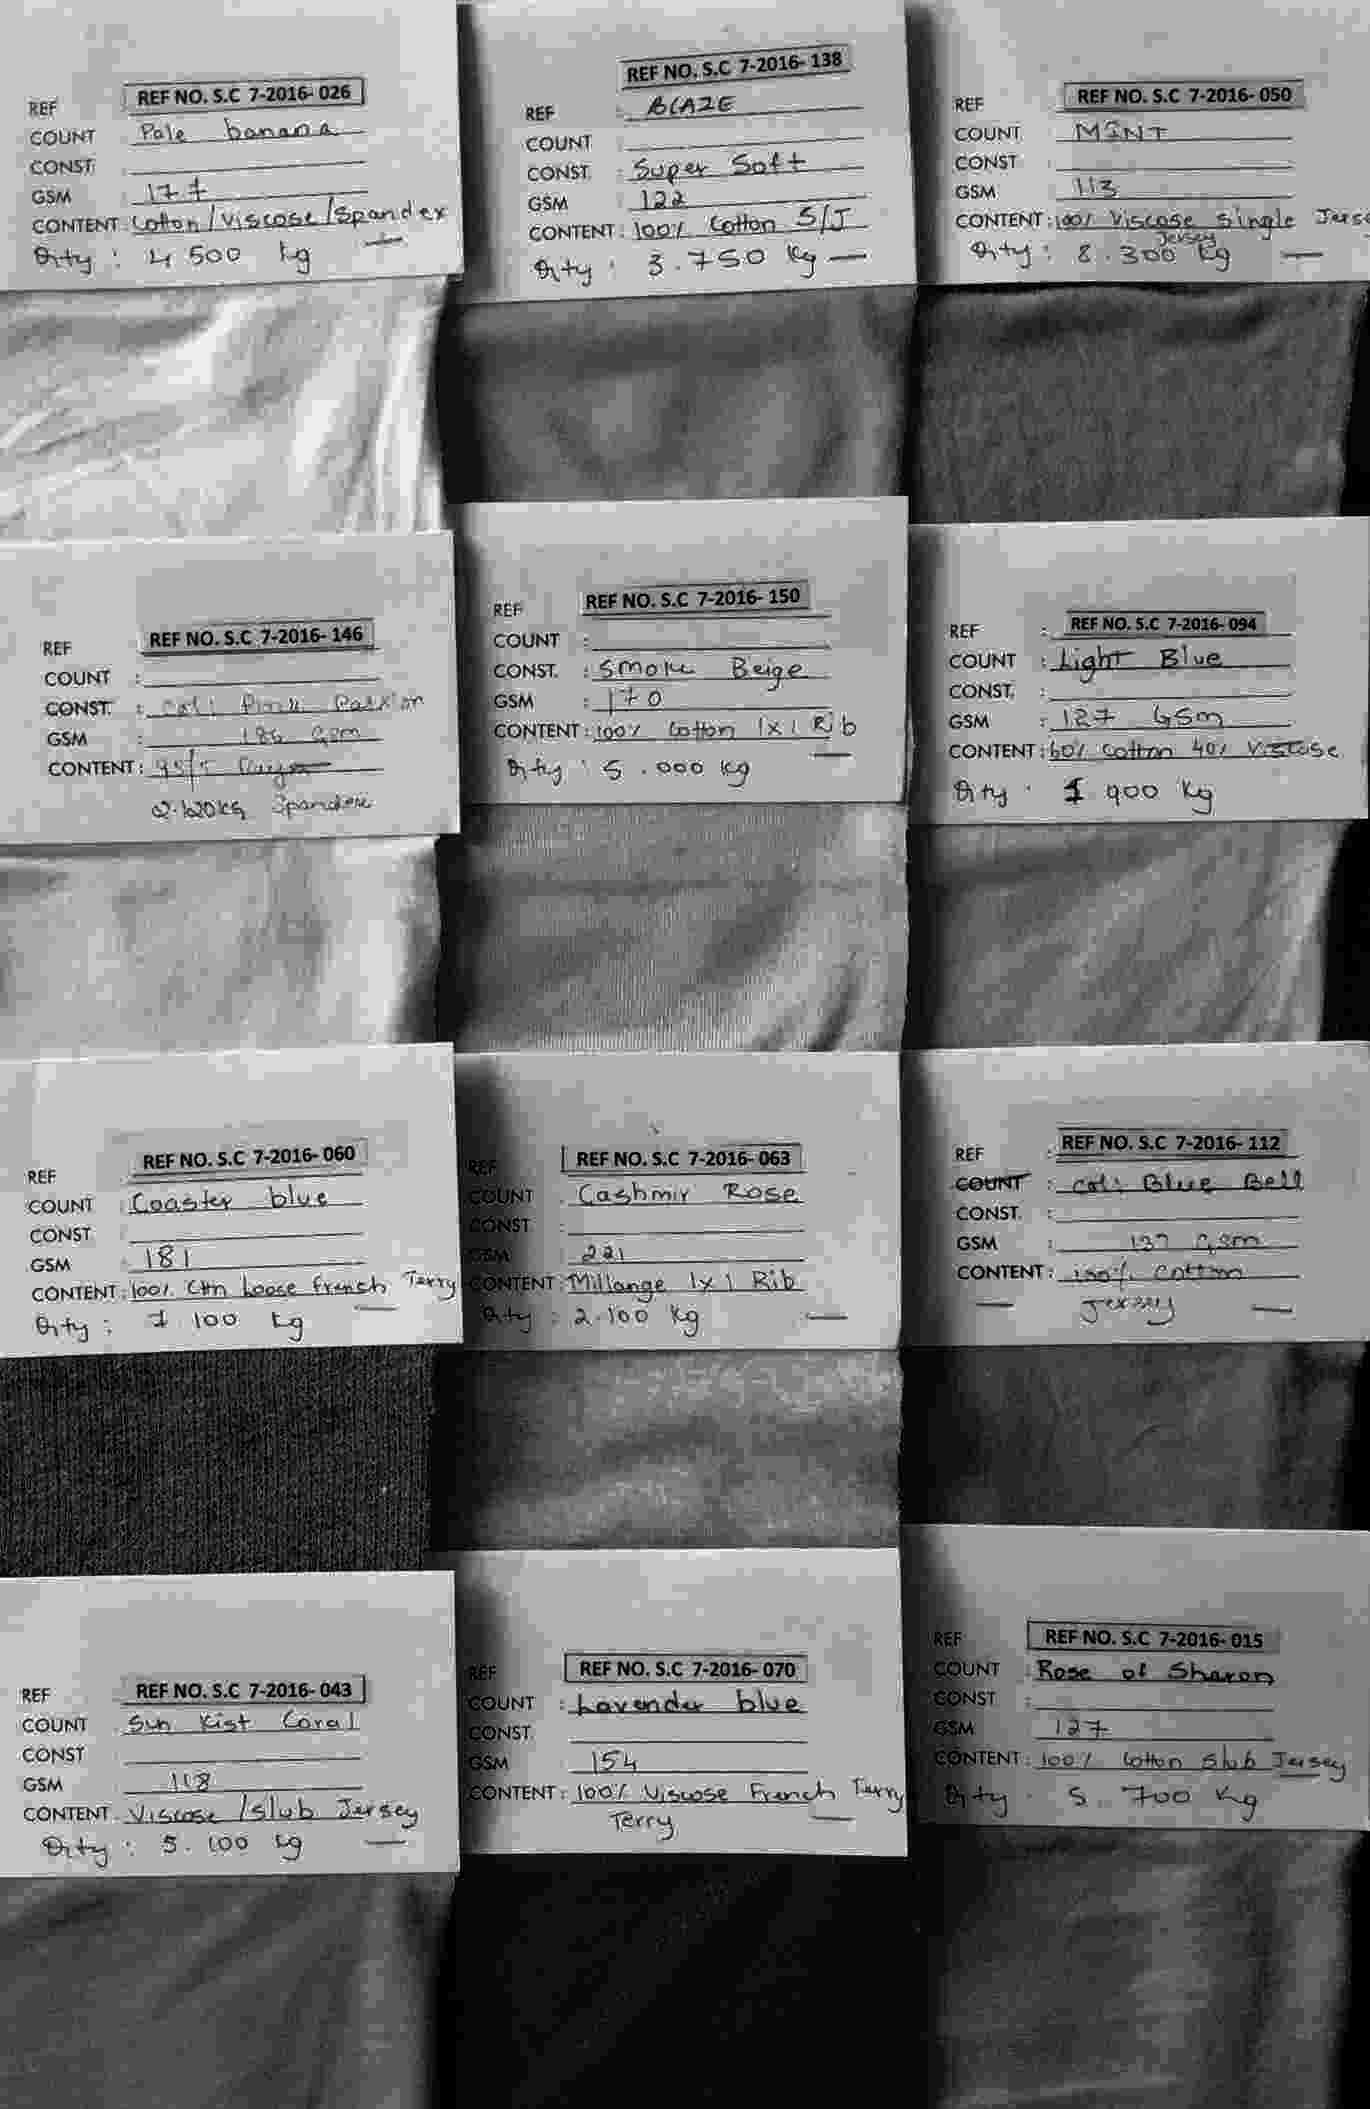 REF REF NO. S.C 7-2016- 026
COUNT Pale banana
CONST.
GSM 177
CONTENT: Cotton/Viscose/Spandex
Qty : 4 500 kg —
REF NO. S.C 7-2016- 138
REF : BLAZE
COUNT
CONST. : Super Soft
GSM : 122
CONTENT : 100% Cotton S/J
Qty : 3.750 Kg —
REF REF NO. S.C 7-2016- 050
COUNT : MINT
CONST :
GSM : 113
CONTENT : 100% Viscose Single Jerse
Jersey
Qty : 8.300 Kg —
REF REF NO. S.C 7-2016- 146
COUNT :
CONST. : Col: Pink
GSM : 186 Gsm
CONTENT : 95/5
Spandex
REF REF NO. S.C 7-2016- 150
COUNT :
CONST. : Smoke Beige
GSM : 170
CONTENT : 100% Cotton 1x1 Rib
Qty : 5 .000 kg —
REF : REF NO. S.C 7-2016- 094
COUNT : Light Blue
CONST. :
GSM : 127 GSm
CONTENT : 60% Cotton 40% Viscose
Qty : 1 900 Kg
REF REF NO. S.C 7-2016- 060
COUNT : Coaster blue
CONST
GSM : 181
CONTENT : 100% Ctn Loose French Terry
Qty : 7 100 kg —
REF REF NO. S.C 7-2016- 063
COUNT : Cashmir Rose
CONST :
GSM : 221
CONTENT : Millange 1x1 Rib
Qty : 2.100 Kg —
REF : REF NO. S.C 7-2016- 112
COUNT : Col: Blue Bell
CONST. :
GSM : 137 Gsm
CONTENT : 100% Cotton
— Jersey —
REF REF NO. S.C 7-2016- 043
COUNT Sun Kist Coral
CONST
GSM : 118
CONTENT . Viscose /Slub Jersey
Qty : 5.100 kg —
REF REF NO. S.C 7-2016- 070
COUNT : Lavender blue
CONST.
GSM 154
CONTENT : 100% Viscose French Terry
Terry —
REF REF NO. S.C 7-2016- 015
COUNT : Rose of Sharon
CONST :
GSM : 127
CONTENT : 100% Cotton Slub Jersey
Qty . 5. 700 Kg —